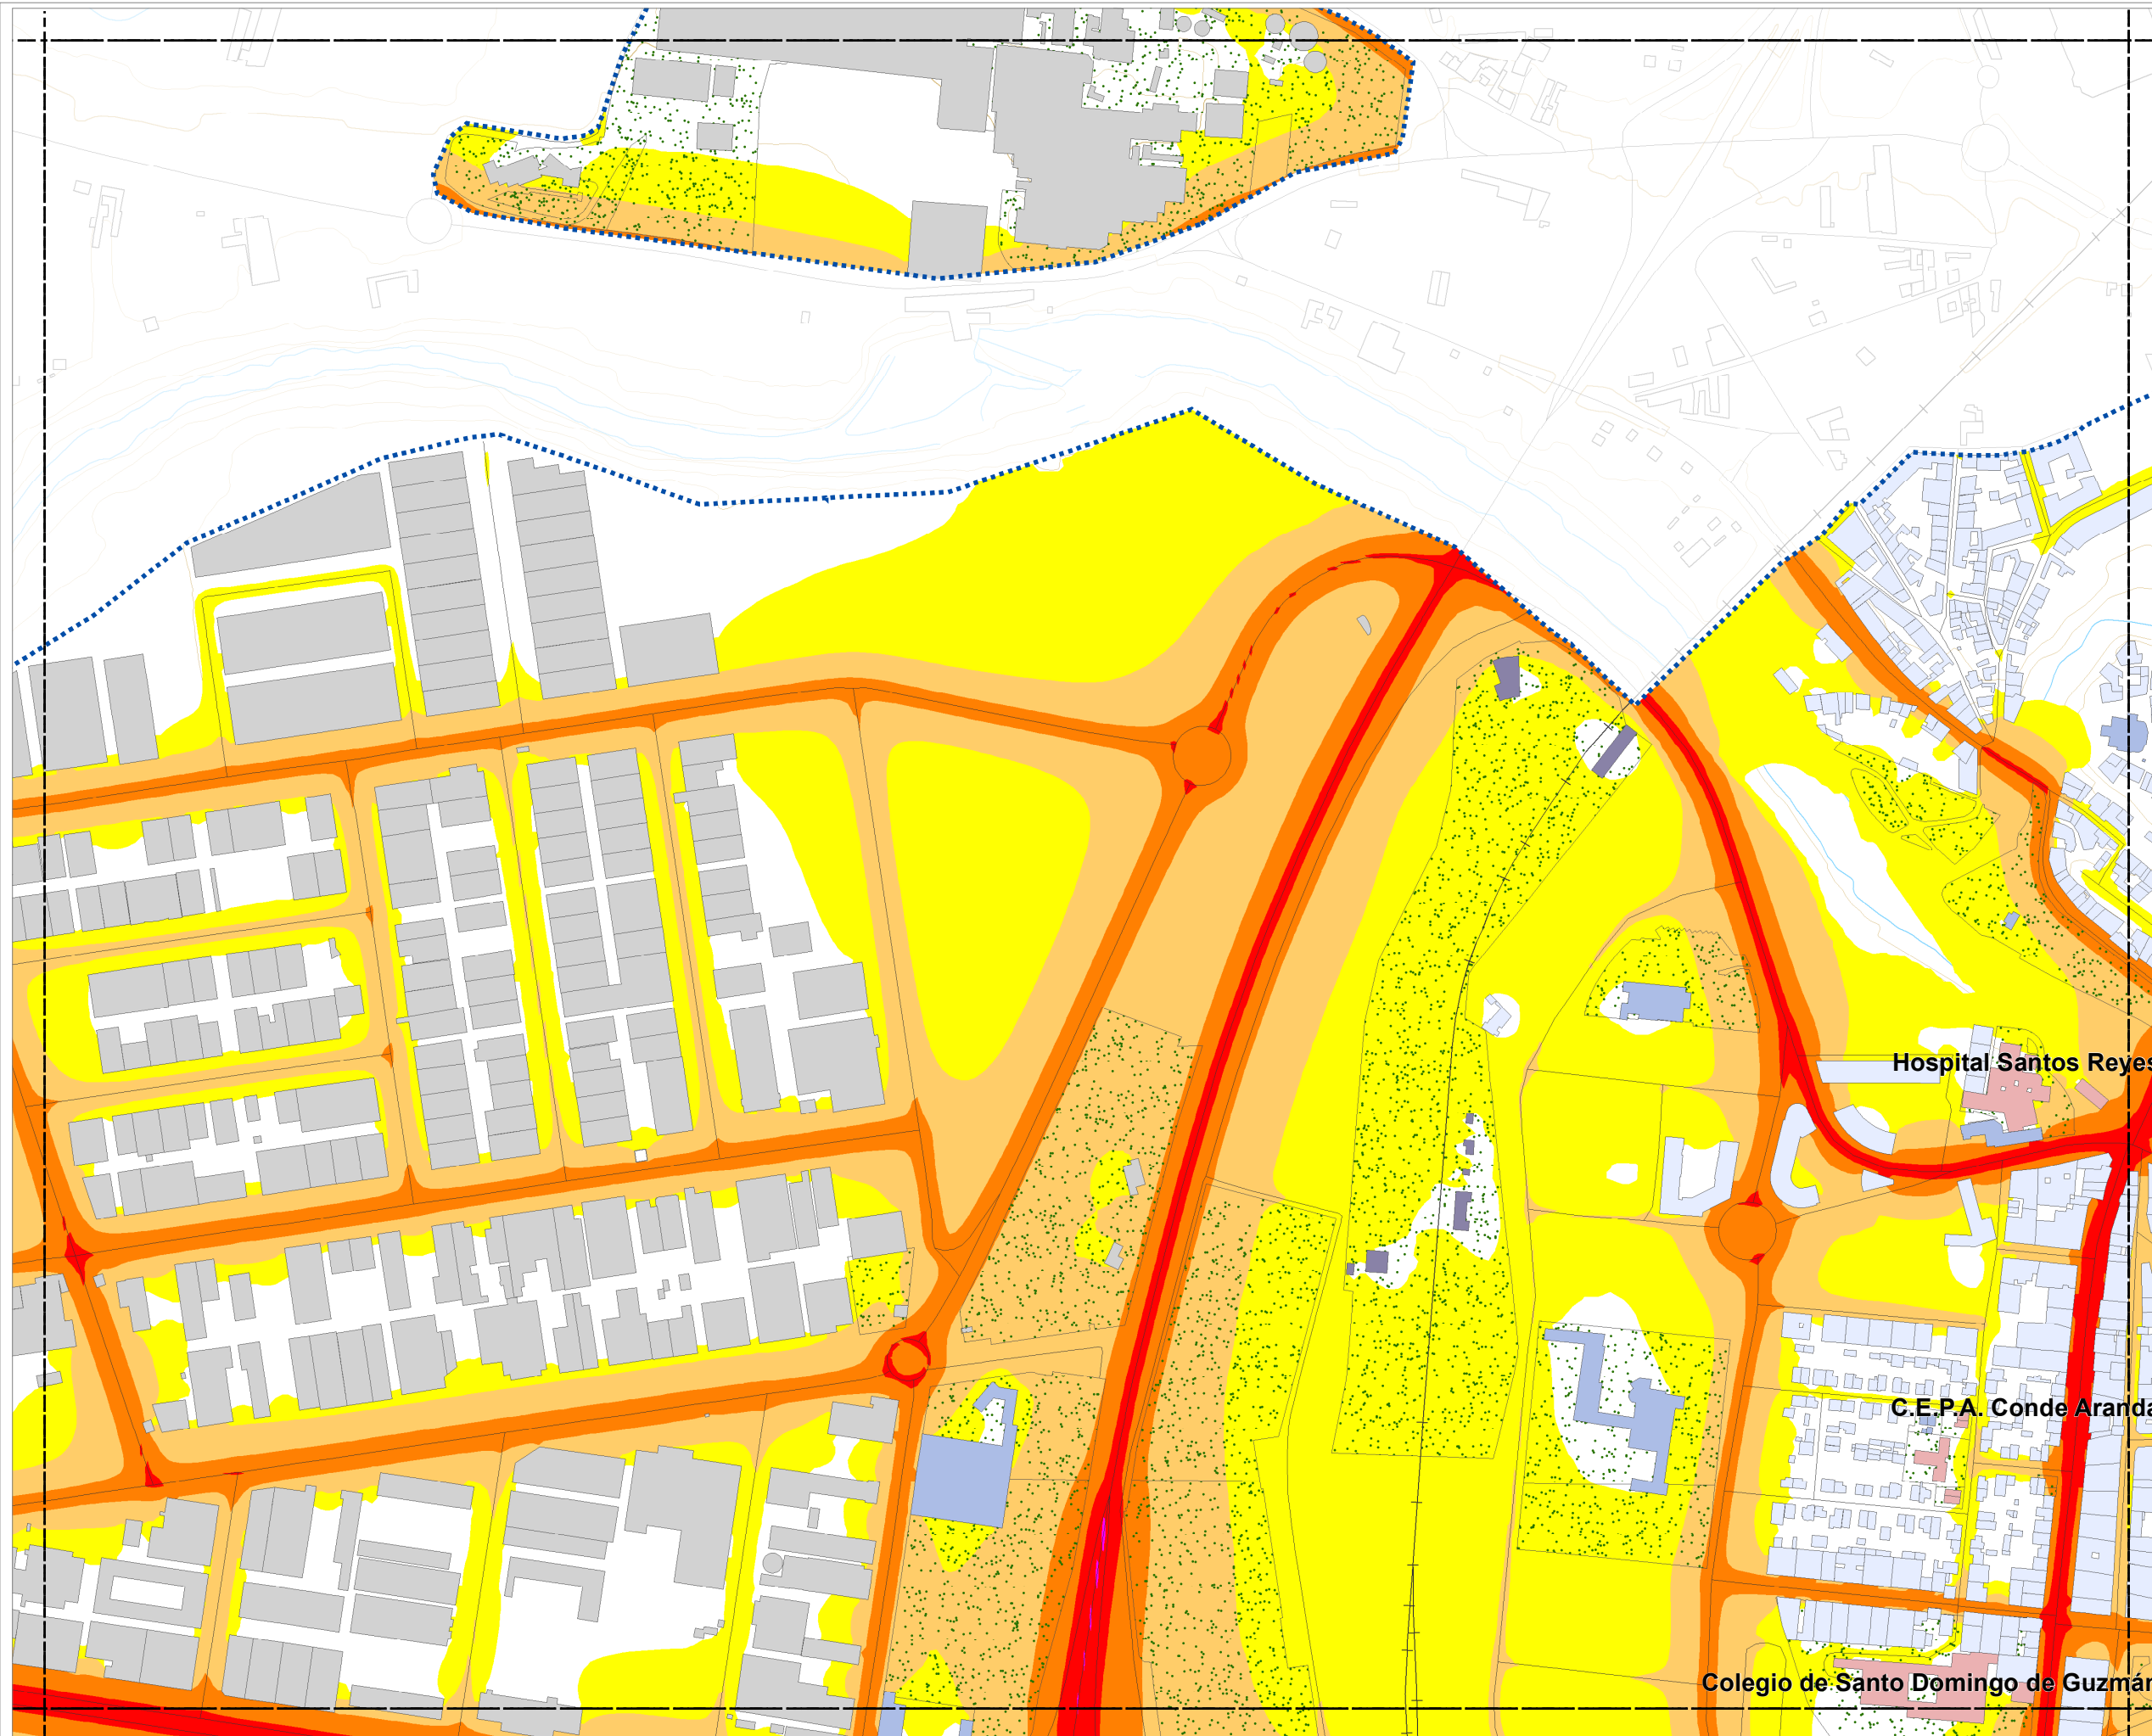 Hospital Santos Reyes
C.E.P.A. Conde Aranda
Colegio de Santo Domingo de Guzmán